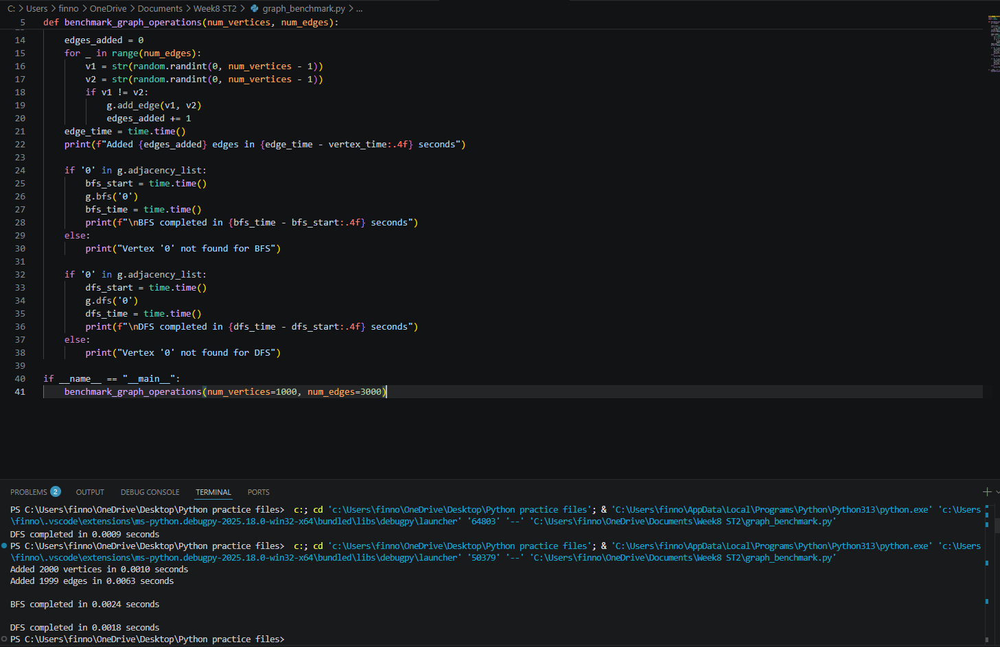 C: > Users > finno > OneDrive > Documents > Week8 ST2 > graph_benchmark.py > ...
5 def benchmark_graph_operations(num_vertices, num_edges):
14 edges_added = 0
15 for _ in range(num_edges):
16 v1 = str(random.randint(0, num_vertices - 1))
17 v2 = str(random.randint(0, num_vertices - 1))
18 if v1 != v2:
19 g.add_edge(v1, v2)
20 edges_added += 1
21 edge_time = time.time()
22 print(f"Added {edges_added} edges in {edge_time - vertex_time:.4f} seconds")
23
24 if '0' in g.adjacency_list:
25 bfs_start = time.time()
26 g.bfs('0')
27 bfs_time = time.time()
28 print(f"\nBFS completed in {bfs_time - bfs_start:.4f} seconds")
29 else:
30 print("Vertex '0' not found for BFS")
31
32 if '0' in g.adjacency_list:
33 dfs_start = time.time()
34 g.dfs('0')
35 dfs_time = time.time()
36 print(f"\nDFS completed in {dfs_time - dfs_start:.4f} seconds")
37 else:
38 print("Vertex '0' not found for DFS")
39
40 if __name__ == "__main__":
41 benchmark_graph_operations(num_vertices=1000, num_edges=3000)
PROBLEMS 2 OUTPUT DEBUG CONSOLE TERMINAL PORTS
PS C:\Users\finno\OneDrive\Desktop\Python practice files> c:; cd 'c:\Users\finno\OneDrive\Desktop\Python practice files'; & 'C:\Users\finno\AppData\Local\Programs\Python\Python313\python.exe' 'c:\Users
\finno\.vscode\extensions\ms-python.debugpy-2025.18.0-win32-x64\bundled\libs\debugpy\launcher' '64803' '--' 'C:\Users\finno\OneDrive\Documents\Week8 ST2\graph_benchmark.py'
DFS completed in 0.0009 seconds
PS C:\Users\finno\OneDrive\Desktop\Python practice files> c:; cd 'c:\Users\finno\OneDrive\Desktop\Python practice files'; & 'C:\Users\finno\AppData\Local\Programs\Python\Python313\python.exe' 'c:\Users
\finno\.vscode\extensions\ms-python.debugpy-2025.18.0-win32-x64\bundled\libs\debugpy\launcher' '50379' '--' 'C:\Users\finno\OneDrive\Documents\Week8 ST2\graph_benchmark.py'
Added 2000 vertices in 0.0010 seconds
Added 1999 edges in 0.0063 seconds
BFS completed in 0.0024 seconds
DFS completed in 0.0018 seconds
PS C:\Users\finno\OneDrive\Desktop\Python practice files>